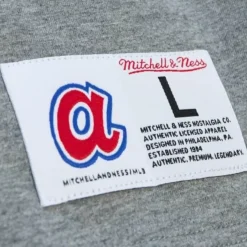 Mitchell & Ness
a
L
MITCHELL & NESS NOSTALGIA CO.
AUTHENTIC LICENSED APPAREL
DESIGNED IN PHILADELPHIA, PA
ESTABLISHED 1904
AUTHENTIC. PREMIUM. LEGENDARY.
MITCHELLANDNESS|MLB